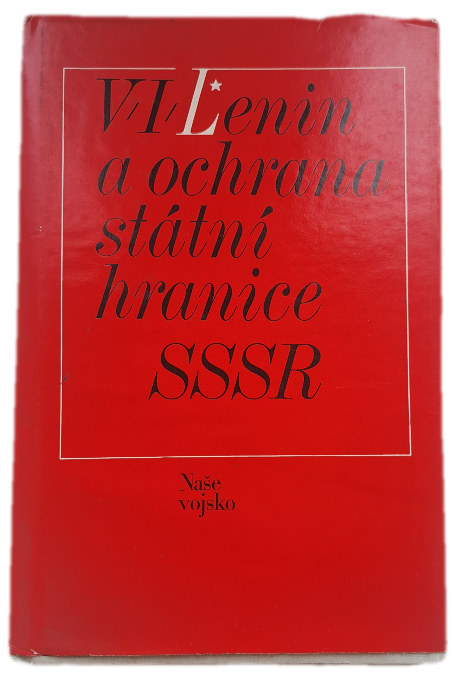 V. I. Lenin
a ochrana
státní
hranice
SSSR
Naše
vojsko